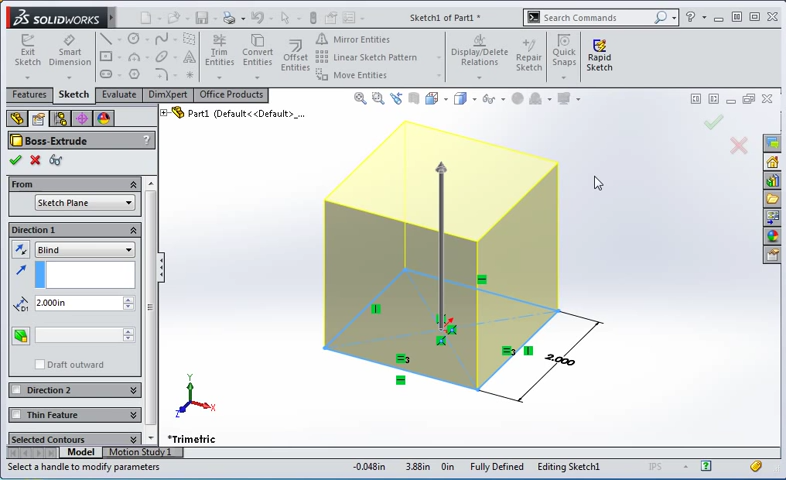 SOLIDWORKS
Sketch1 of Part1 *
Search Commands
Exit Sketch
Smart Dimension
Trim Entities
Convert Entities
Offset Entities
Mirror Entities
Linear Sketch Pattern
Move Entities
Display/Delete Relations
Repair Sketch
Quick Snaps
Rapid Sketch
Features
Sketch
Evaluate
DimXpert
Office Products
Part1 (Default<<Default>_...
Boss-Extrude
?
From
Sketch Plane
Direction 1
Blind
D1
2.000in
Draft outward
Direction 2
Thin Feature
Selected Contours
3
3
2.000
Y
X
Z
*Trimetric
Model
Motion Study 1
Select a handle to modify parameters
-0.048in
3.88in
0in
Fully Defined
Editing Sketch1
IPS
?